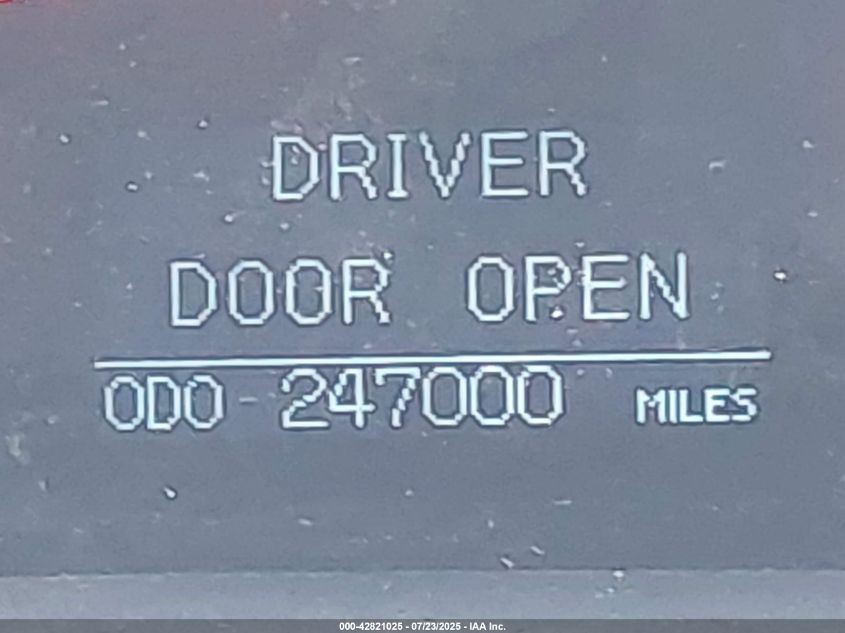 DRIVER
DOOR OPEN
ODO 247000 MILES
000-42821025 - 07/23/2025 - IAA Inc.